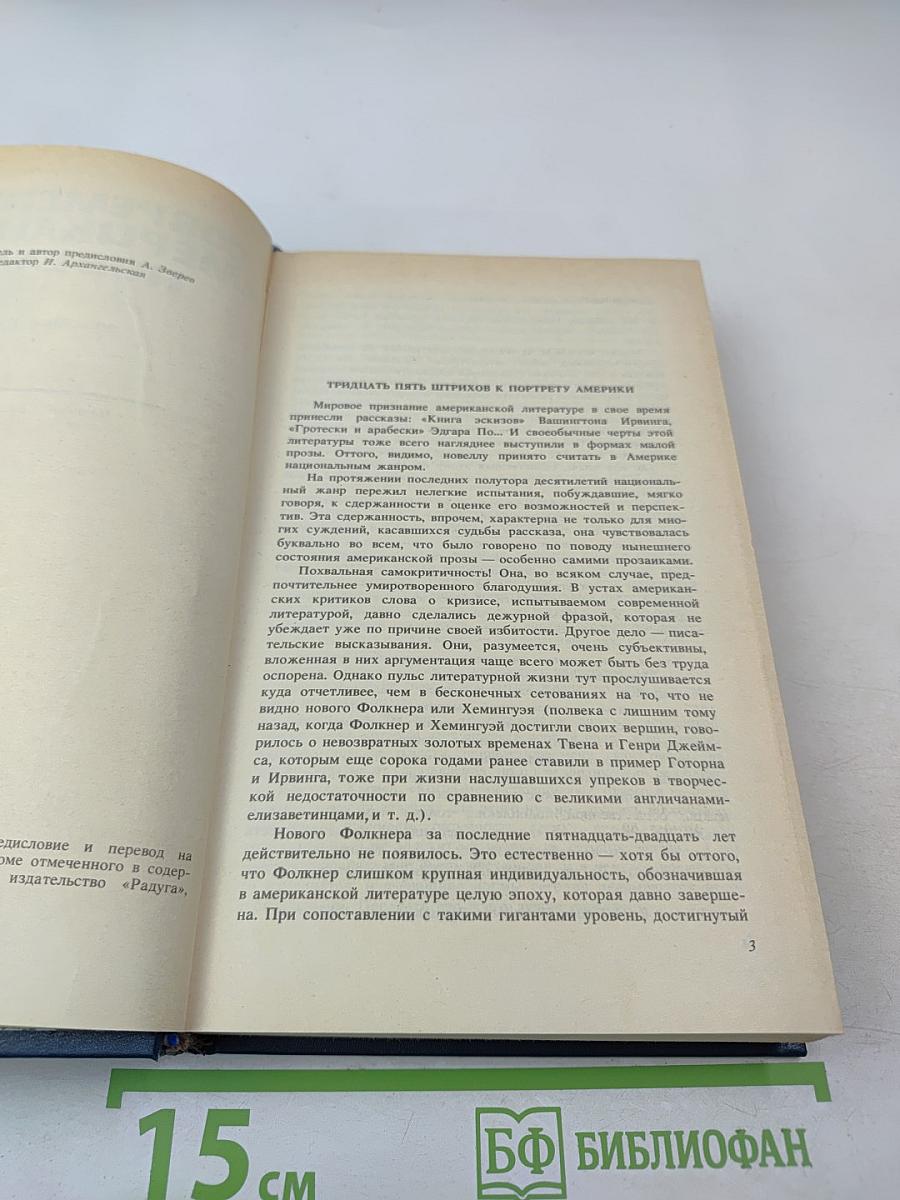 ль и автор предисловия А. Зверев
едактор И. Архангельская
едисловие и перевод на
оме отмеченного в содер-
издательство «Радуга»,
ТРИДЦАТЬ ПЯТЬ ШТРИХОВ К ПОРТРЕТУ АМЕРИКИ
Мировое признание американской литературе в свое время
принесли рассказы: «Книга эскизов» Вашингтона Ирвинга,
«Гротески и арабески» Эдгара По... И своеобычные черты этой
литературы тоже всего нагляднее выступили в формах малой
прозы. Оттого, видимо, новеллу принято считать в Америке
национальным жанром.
На протяжении последних полутора десятилетий националь-
ный жанр пережил нелегкие испытания, побуждавшие, мягко
говоря, к сдержанности в оценке его возможностей и перспек-
тив. Эта сдержанность, впрочем, характерна не только для мно-
гих суждений, касавшихся судьбы рассказа, она чувствовалась
буквально во всем, что было говорено по поводу нынешнего
состояния американской прозы — особенно самими прозаиками.
Похвальная самокритичность! Она, во всяком случае, пред-
почтительнее умиротворенного благодушия. В устах американ-
ских критиков слова о кризисе, испытываемом современной
литературой, давно сделались дежурной фразой, которая не
убеждает уже по причине своей избитости. Другое дело — писа-
тельские высказывания. Они, разумеется, очень субъективны,
вложенная в них аргументация чаще всего может быть без труда
оспорена. Однако пульс литературной жизни тут прослушивается
куда отчетливее, чем в бесконечных сетованиях на то, что не
видно нового Фолкнера или Хемингуэя (полвека с лишним тому
назад, когда Фолкнер и Хемингуэй достигли своих вершин, гово-
рилось о невозвратных золотых временах Твена и Генри Джейм-
са, которым еще сорока годами ранее ставили в пример Готорна
и Ирвинга, тоже при жизни наслушавшихся упреков в творчес-
кой недостаточности по сравнению с великими англичанами-
елизаветинцами, и т. д.).
Нового Фолкнера за последние пятнадцать-двадцать лет
действительно не появилось. Это естественно — хотя бы оттого,
что Фолкнер слишком крупная индивидуальность, обозначившая
в американской литературе целую эпоху, которая давно заверше-
на. При сопоставлении с такими гигантами уровень, достигнутый
3
15 см
БФ БИБЛИОФАН